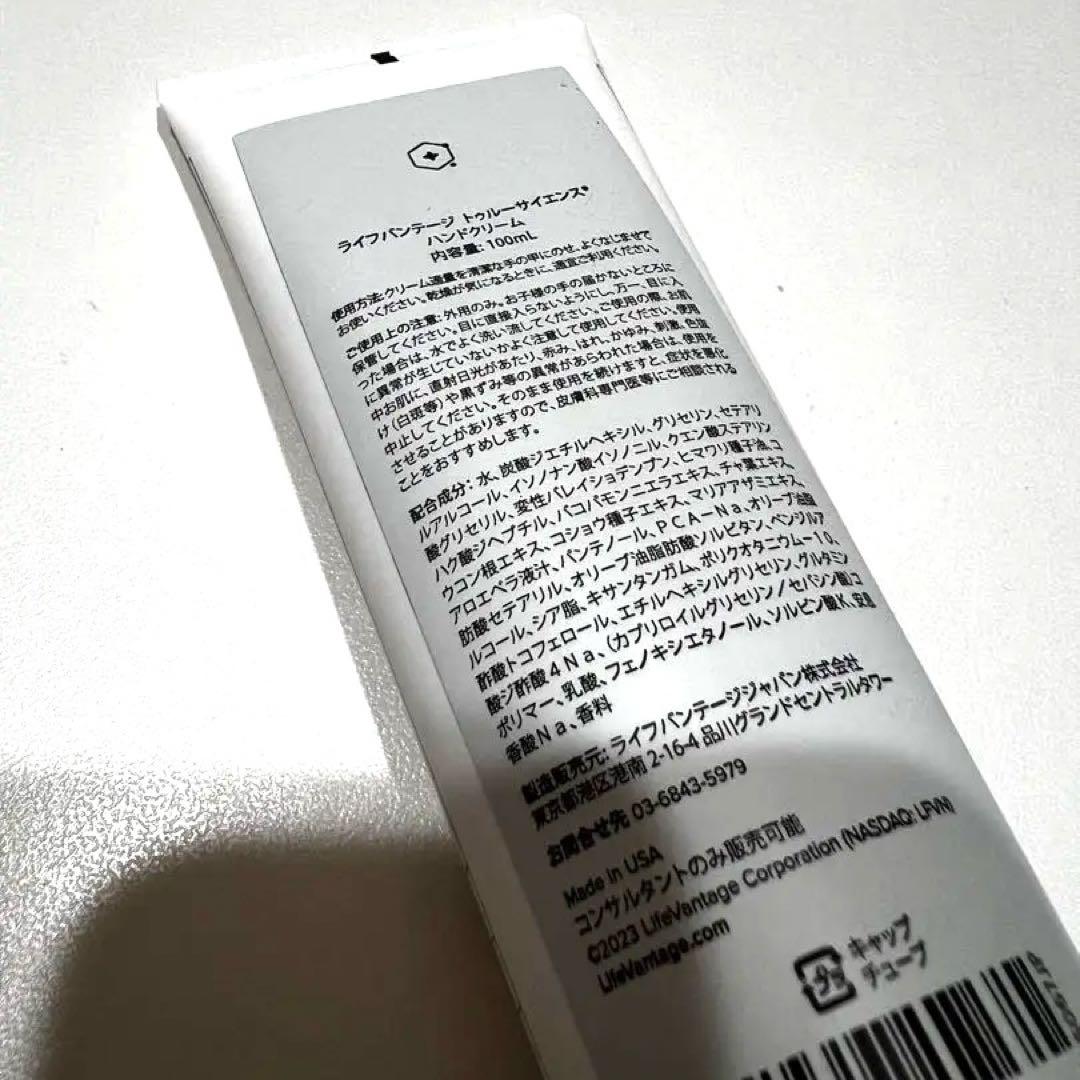 ライフバンテージ トゥルーサイエンス®
ハンドクリーム
内容量: 100mL
使用方法:クリーム適量を清潔な手の甲にのせ、よくなじませて
お使いください。乾燥が気になるときに、適宜ご利用ください。
ご使用上の注意: 外用のみ。お子様の手の届かないところに
保管してください。目に直接入らないようにし、万一、目に入
った場合は、水でよく洗い流してください。ご使用の際、お肌
に異常が生じていないかよく注意して使用してください。使用
中お肌に、直射日光があたり、赤み、はれ、かゆみ、刺激、色抜
け(白斑等)や黒ずみ等の異常があらわれた場合は、使用を
中止してください。そのまま使用を続けますと、症状を悪化
させることがありますので、皮膚科専門医等にご相談される
ことをおすすめします。
配合成分: 水、炭酸ジエチルヘキシル、グリセリン、セテアリ
ルアルコール、イソノナン酸イソノニル、クエン酸ステアリン
酸グリセリル、変性バレイショデンプン、ヒマワリ種子油、コ
ハク酸ジヘプチル、バコパモンニエラエキス、チャ葉エキス、
ウコン根エキス、コショウ種子エキス、マリアアザミエキス、
アロエベラ液汁、パンテノール、PCA-Na、オリーブ油脂
肪酸セテアリル、オリーブ油脂肪酸ソルビタン、ベンジルア
ルコール、シア脂、キサンタンガム、ポリクオタニウム-10、
酢酸トコフェロール、エチルヘキシルグリセリン、グルタミン
酸ジ酢酸4Na、(カプリロイルグリセリン/セバシン酸)コ
ポリマー、乳酸、フェノキシエタノール、ソルビン酸K、安息
香酸Na、香料
製造販売元: ライフバンテージジャパン株式会社
東京都港区港南 2-16-4 品川グランドセントラルタワー
お問合せ先 03-6843-5979
Made in USA
コンサルタントのみ販売可能
©2023 LifeVantage Corporation (NASDAQ: LFVN)
LifeVantage.com
プラ
キャップ
チューブ